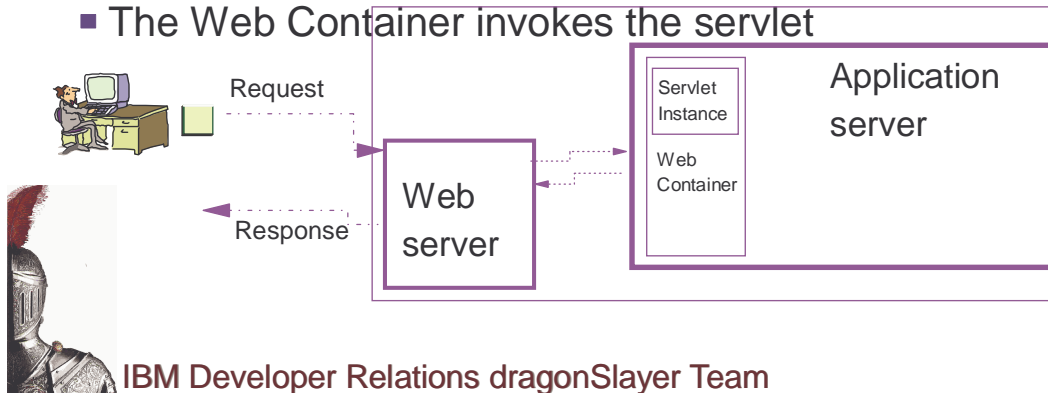 The Web Container invokes the servlet
Request
Servlet
Instance
Application
server
Web
Container
Web
server
Response
IBM Developer Relations dragonSlayer Team